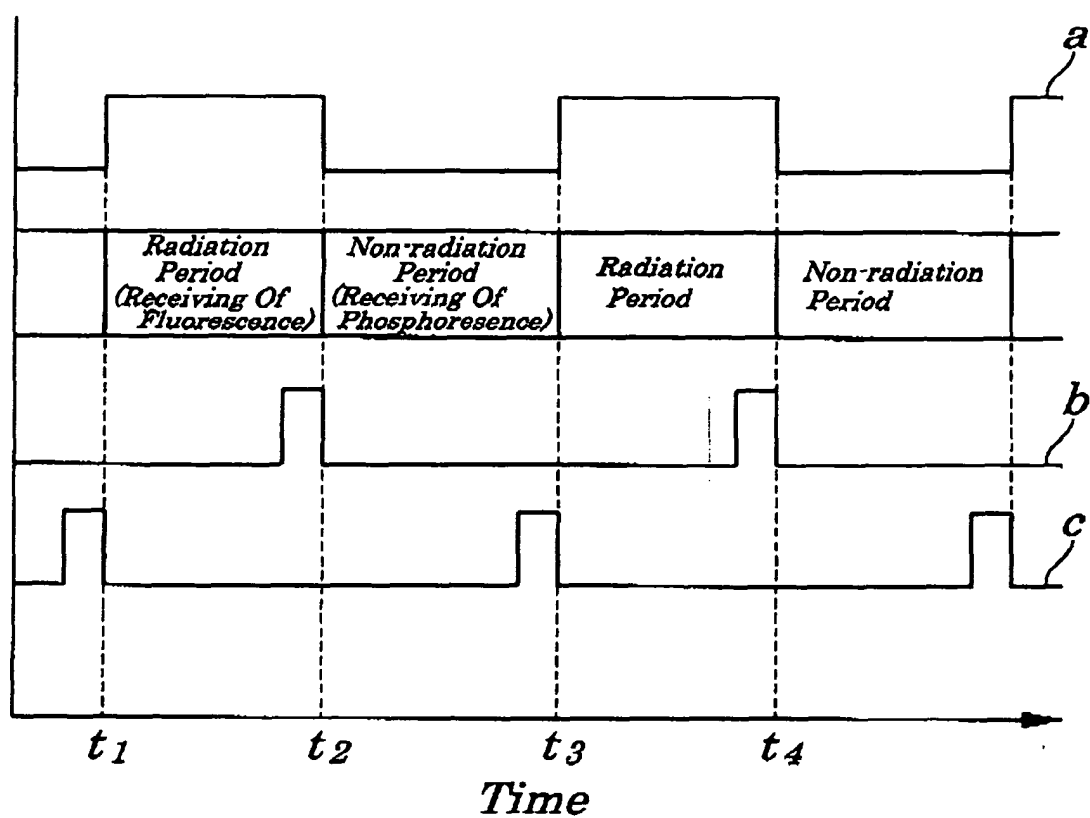 a
Radiation
Period
(Receiving Of
Fluorescence)
Non-radiation
Period
(Receiving Of
Phosphoresence)
Radiation
Period
Non-radiation
Period
b
c
t1
t2
t3
t4
Time